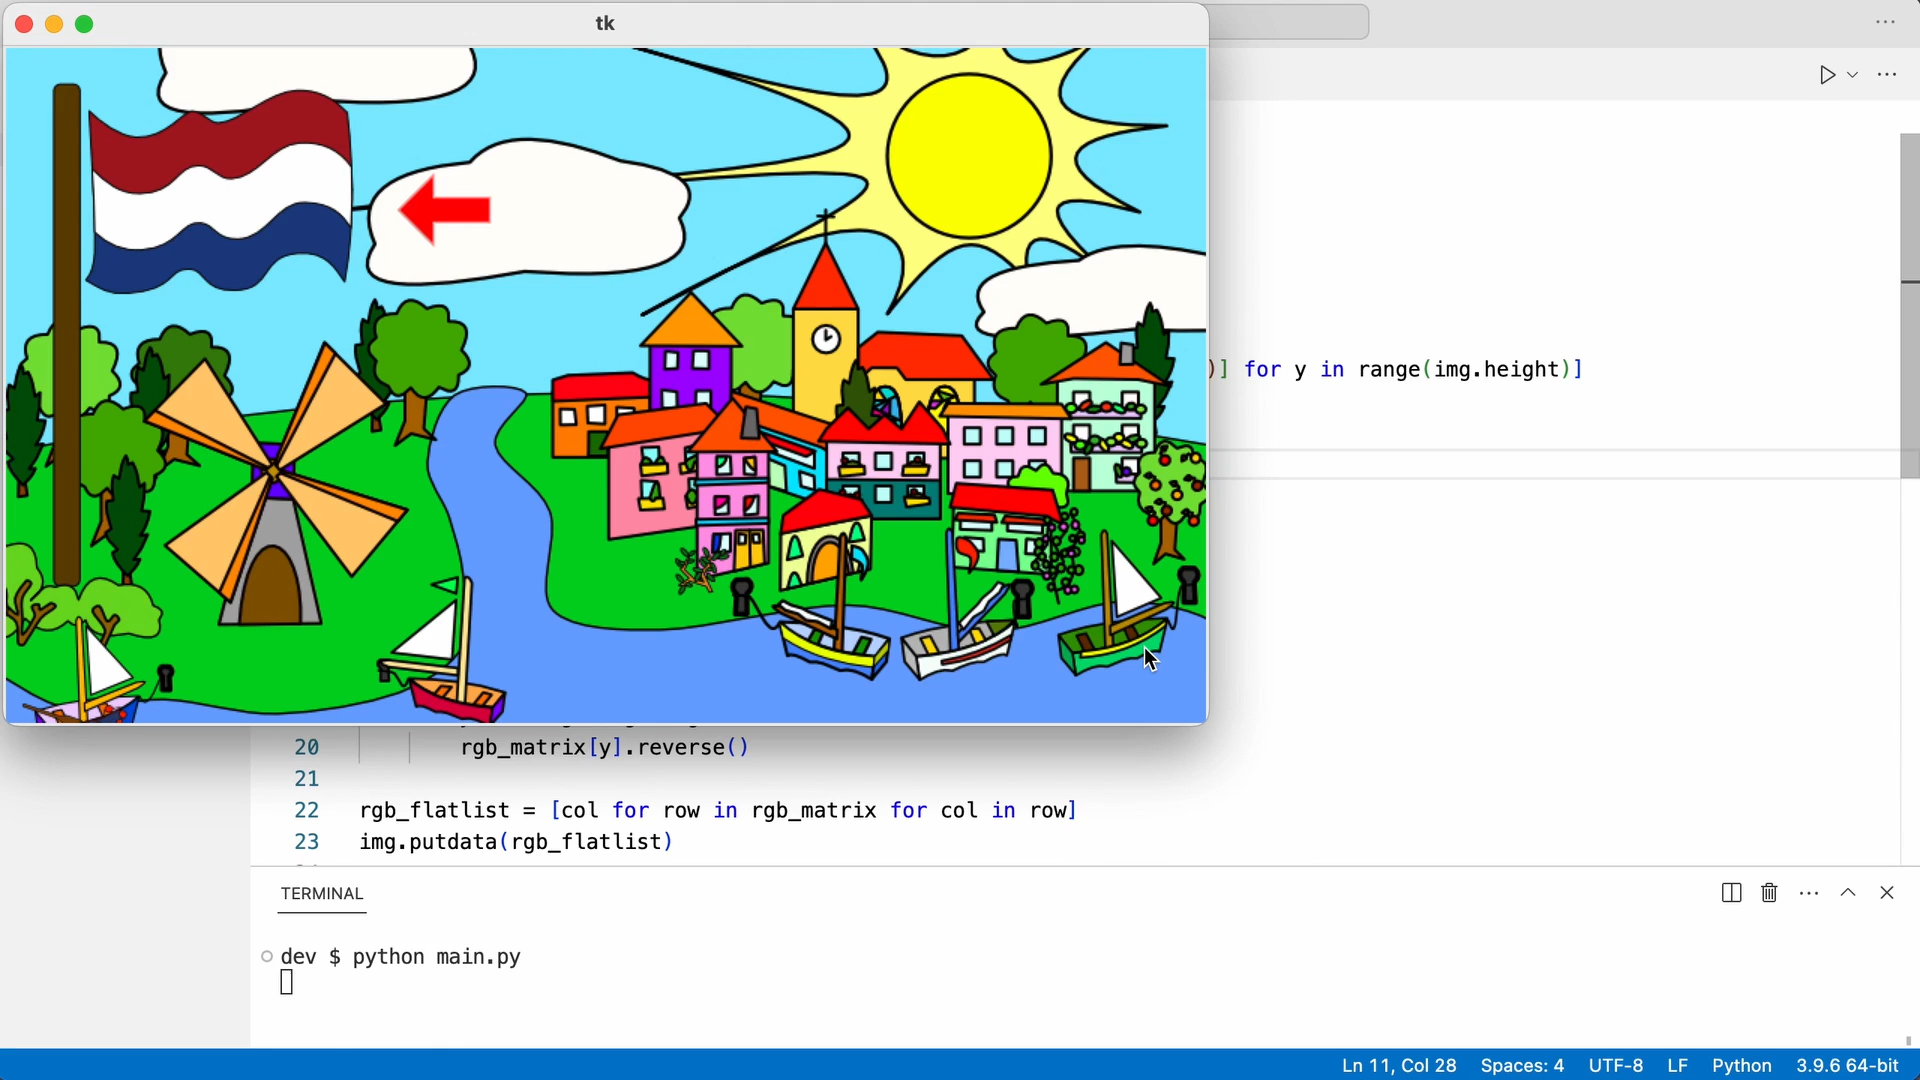 tk
)] for y in range(img.height)]
20 rgb_matrix[y].reverse()
21
22 rgb_flatlist = [col for row in rgb_matrix for col in row]
23 img.putdata(rgb_flatlist)
TERMINAL
dev $ python main.py
Ln 11, Col 28 Spaces: 4 UTF-8 LF Python 3.9.6 64-bit